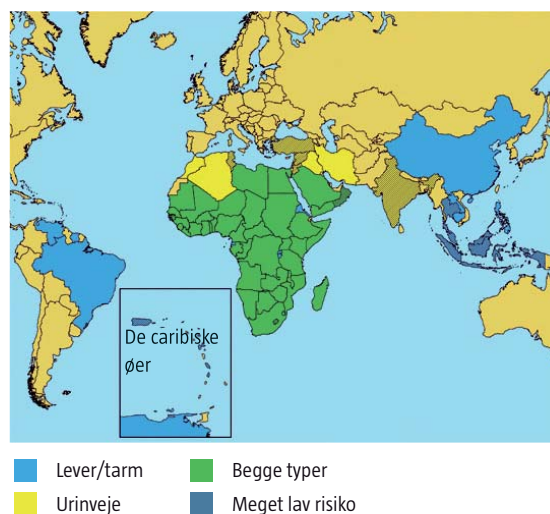 De caribiske
øer
Lever/tarm
Begge typer
Urinveje
Meget lav risiko